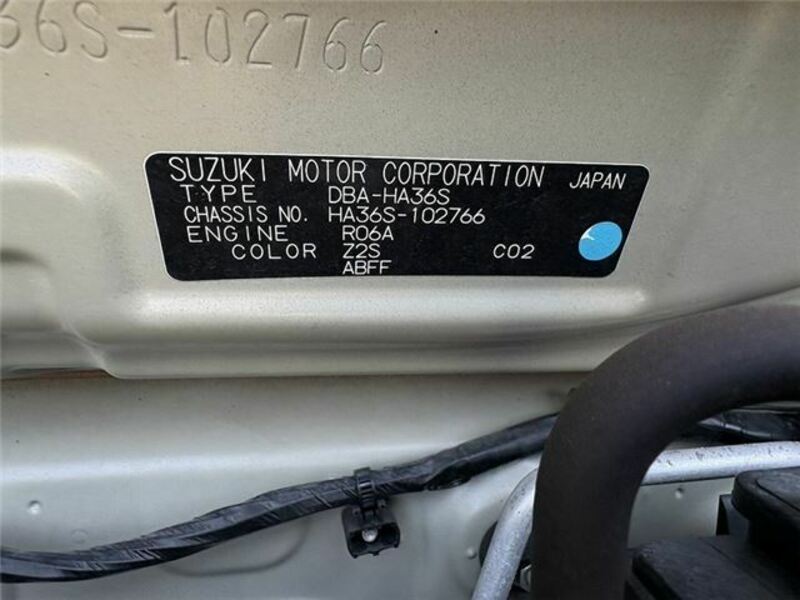 36S-102766
SUZUKI MOTOR CORPORATION JAPAN
TYPE DBA-HA36S
CHASSIS NO. HA36S-102766
ENGINE R06A
COLOR Z2S C02
ABFF